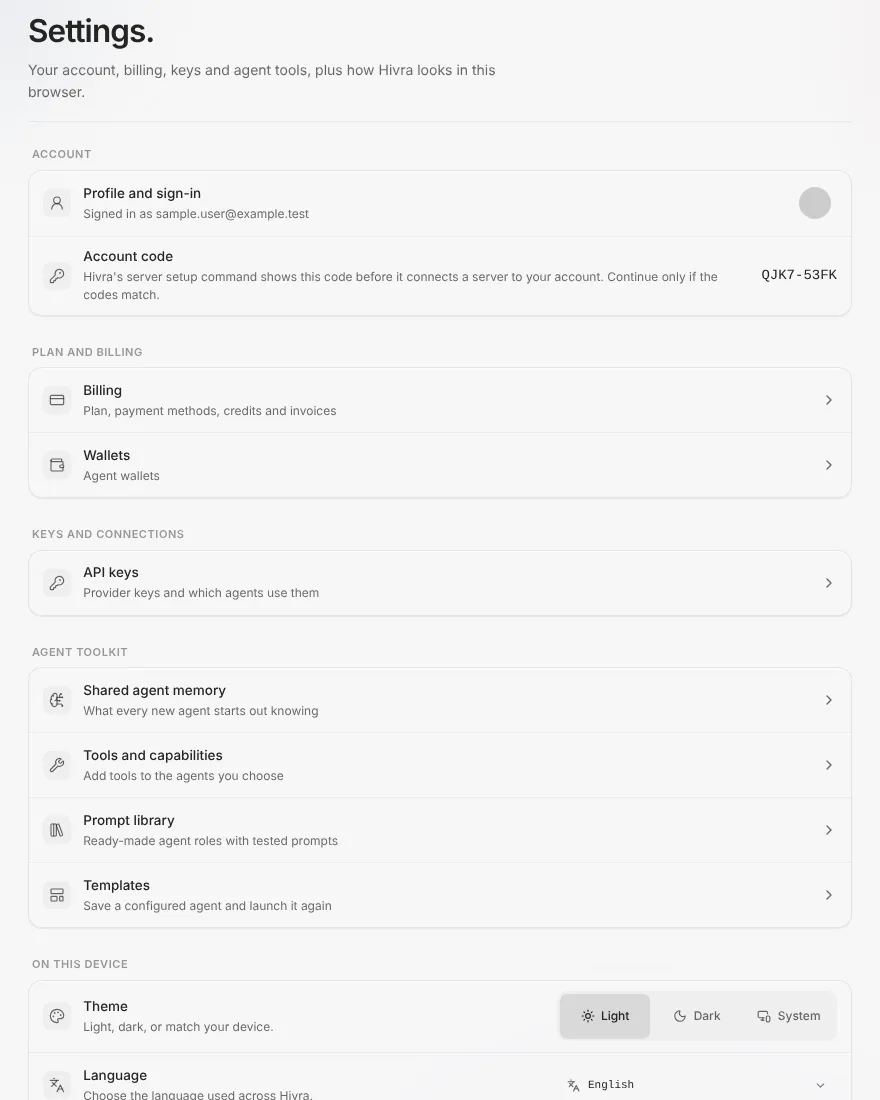 Settings.
Your account, billing, keys and agent tools, plus how Hivra looks in this
browser.
ACCOUNT
Profile and sign-in
Signed in as sample.user@example.test
Account code
Hivra's server setup command shows this code before it connects a server to your account. Continue only if the
codes match.
QJK7-53FK
PLAN AND BILLING
Billing
Plan, payment methods, credits and invoices
Wallets
Agent wallets
KEYS AND CONNECTIONS
API keys
Provider keys and which agents use them
AGENT TOOLKIT
Shared agent memory
What every new agent starts out knowing
Tools and capabilities
Add tools to the agents you choose
Prompt library
Ready-made agent roles with tested prompts
Templates
Save a configured agent and launch it again
ON THIS DEVICE
Theme
Light, dark, or match your device.
Light
Dark
System
Language
Choose the language used across Hivra.
English